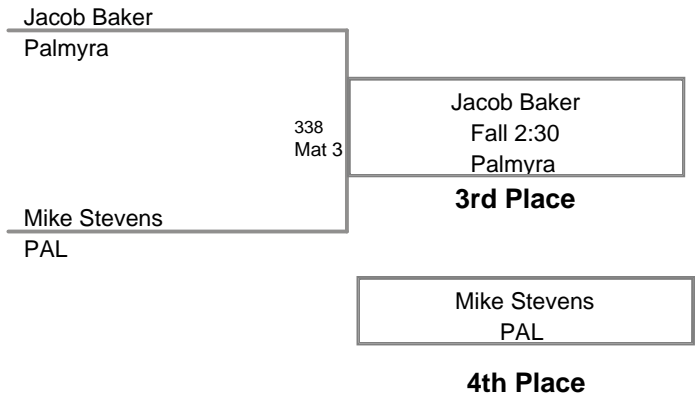 Jacob Baker
Palmyra
338
Mat 3
Jacob Baker
Fall 2:30
Palmyra
3rd Place
Mike Stevens
PAL
Mike Stevens
PAL
4th Place